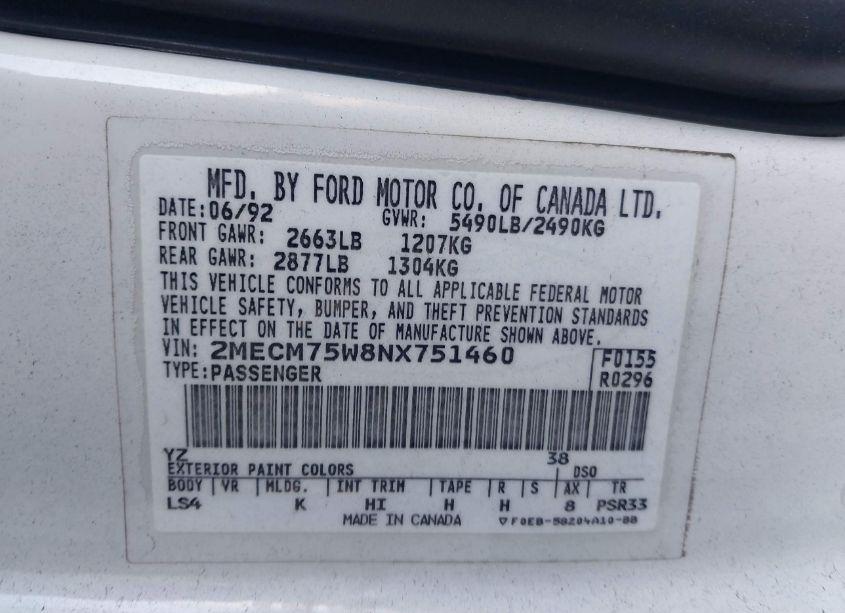 MFD. BY FORD MOTOR CO. OF CANADA LTD.
DATE: 06/92 GVWR: 5490LB/2490KG
FRONT GAWR: 2663LB 1207KG
REAR GAWR: 2877LB 1304KG
THIS VEHICLE CONFORMS TO ALL APPLICABLE FEDERAL MOTOR
VEHICLE SAFETY, BUMPER, AND THEFT PREVENTION STANDARDS
IN EFFECT ON THE DATE OF MANUFACTURE SHOWN ABOVE.
VIN: 2MECM75W8NX751460 F0155
TYPE: PASSENGER R0296
YZ 38
EXTERIOR PAINT COLORS DSO
BODY VR MLDG. INT TRIM TAPE R S AX TR
LS4 K HI H H 8 PSR33
MADE IN CANADA ▽ F0EB-58204A10-BB